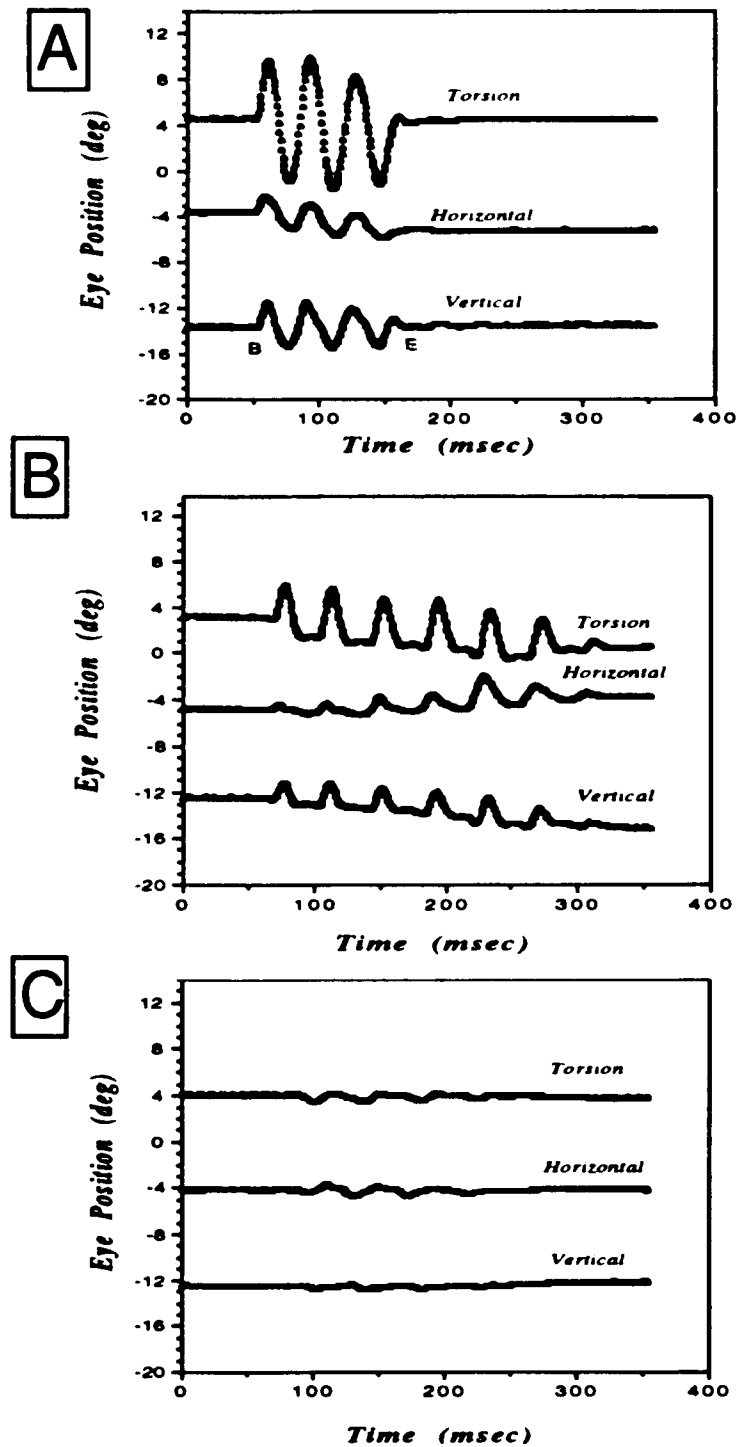 A
12
8
4
0
-4
-8
-12
-16
-20
Eye Position (deg)
Torsion
Horizontal
Vertical
B
E
0 100 200 300 400
Time (msec)
B
12
8
4
0
-4
-8
-12
-16
-20
Eye Position (deg)
Torsion
Horizontal
Vertical
0 100 200 300 400
Time (msec)
C
12
8
4
0
-4
-8
-12
-16
-20
Eye Position (deg)
Torsion
Horizontal
Vertical
0 100 200 300 400
Time (msec)